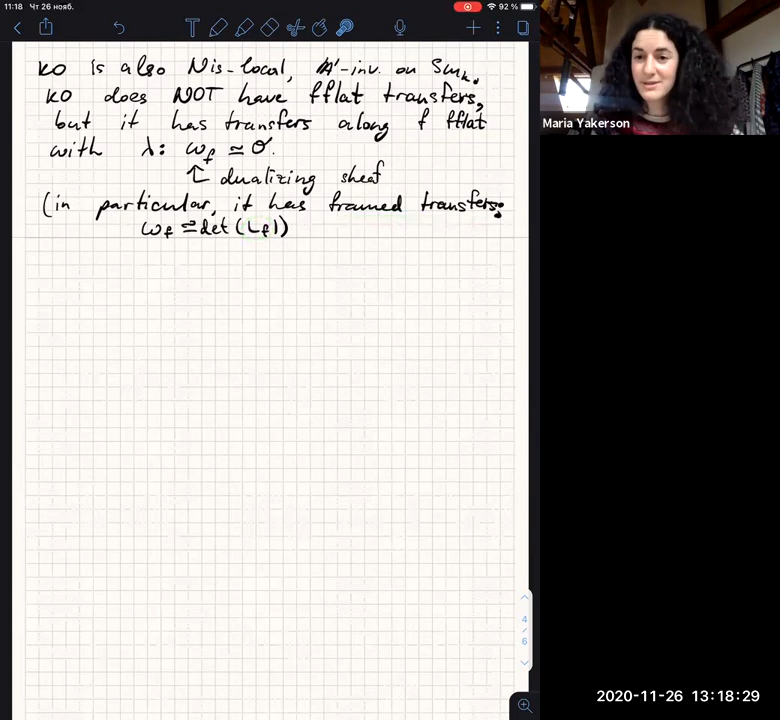 11:18 Чт 26 нояб.
92 %
KO is also Nis-local, A¹-inv. on Smₖ.
KO does NOT have fflat transfers,
but it has transfers along f fflat
with λ: ω_f ≃ O.
↑ dualizing sheaf
(in particular, it has framed transfers:
ω_f ≃ det(L_f))
4
/
6
Maria Yakerson
2020-11-26 13:18:29